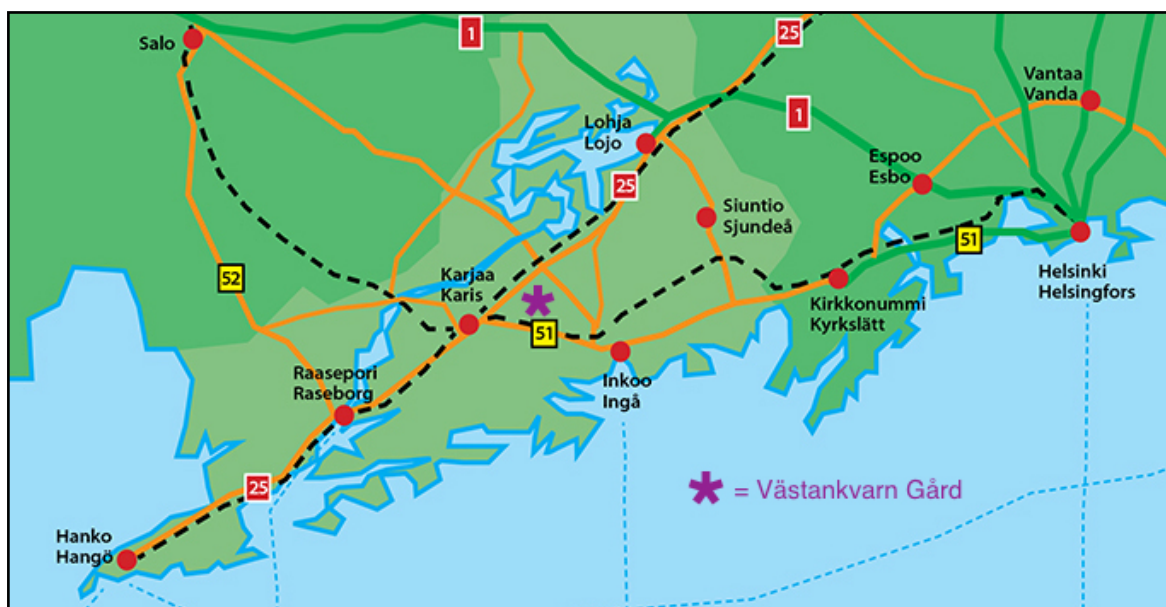 1
25
Salo
Vantaa
Vanda
Lohja
Lojo
1
Espoo
Esbo
25
Siuntio
Sjundeå
51
52
Karjaa
Karis
Helsinki
Helsingfors
Kirkkonummi
Kyrkslätt
51
Raasepori
Raseborg
Inkoo
Ingå
25
= Västankvarn Gård
Hanko
Hangö